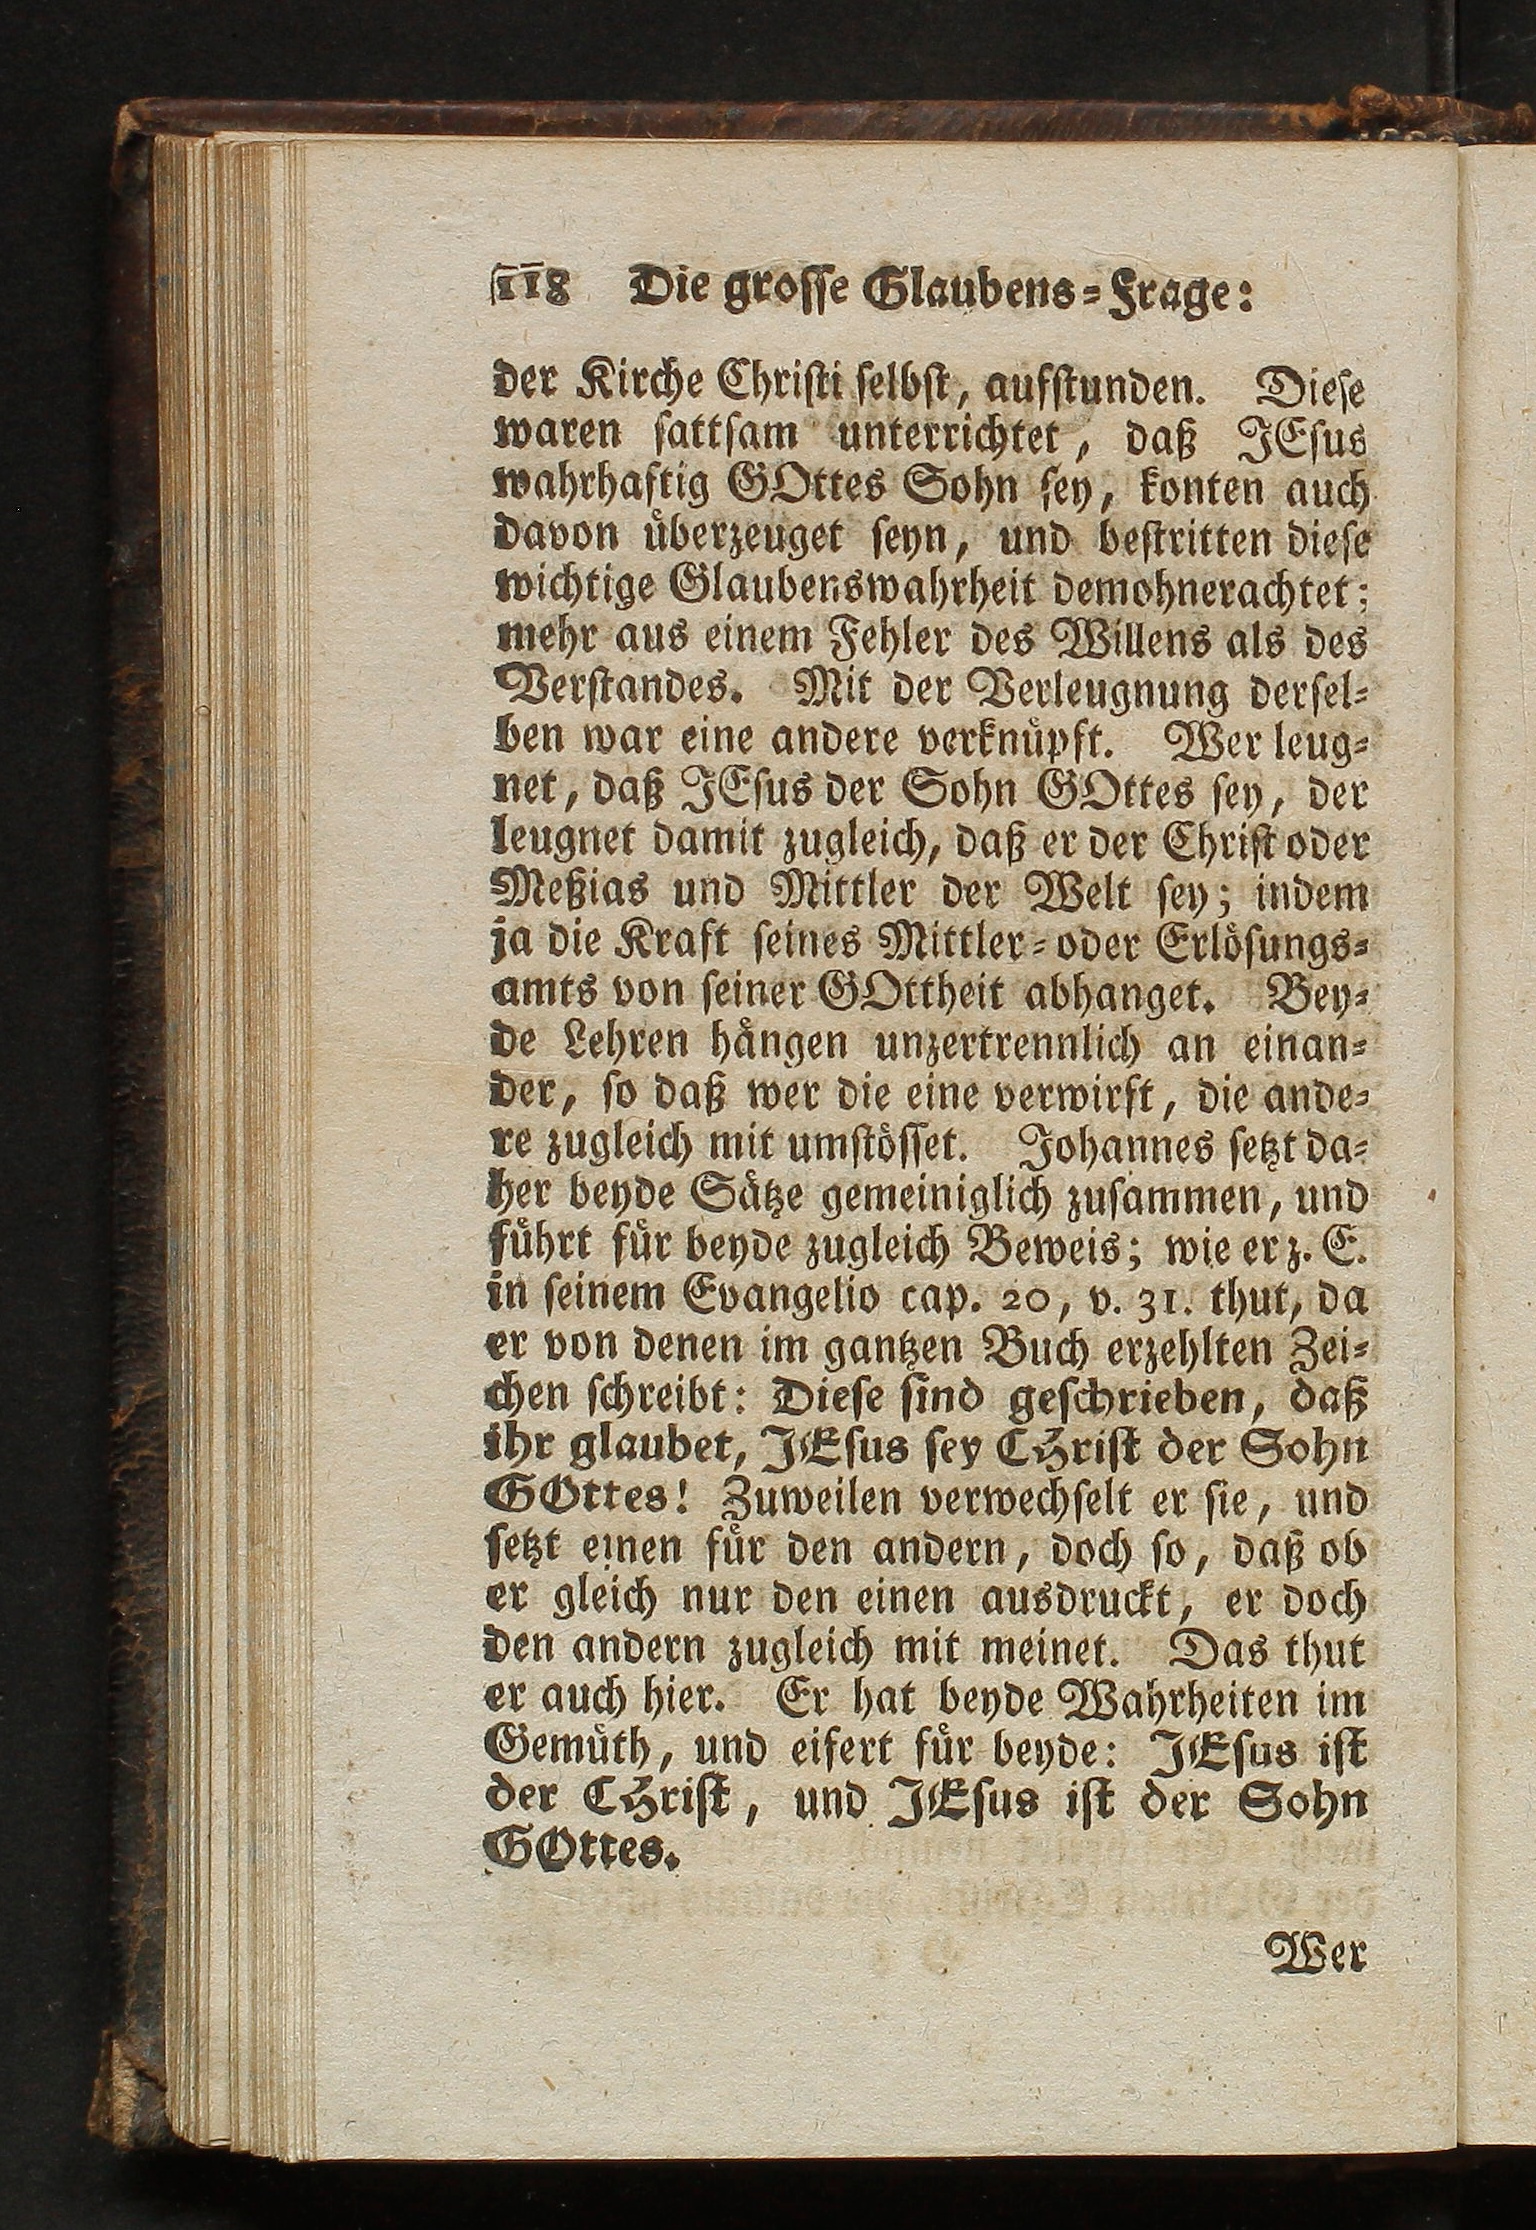 118 Die grosse Glaubens-Frage:
der Kirche Christi selbst, aufstunden. Diese
waren sattsam unterrichtet, daß JEsus
wahrhaftig GOttes Sohn sey, konten auch
davon überzeuget seyn, und bestritten diese
wichtige Glaubenswahrheit demohnerachtet;
mehr aus einem Fehler des Willens als des
Verstandes. Mit der Verleugnung dersel-
ben war eine andere verknüpft. Wer leug-
net, daß JEsus der Sohn GOttes sey, der
leugnet damit zugleich, daß er der Christ oder
Meßias und Mittler der Welt sey; indem
ja die Kraft seines Mittler- oder Erlösungs-
amts von seiner GOttheit abhanget. Bey-
de Lehren hängen unzertrennlich an einan-
der, so daß wer die eine verwirft, die ande-
re zugleich mit umstösset. Johannes setzt da-
her beyde Sätze gemeiniglich zusammen, und
führt für beyde zugleich Beweis; wie er z. E.
in seinem Evangelio cap. 20, v. 31. thut, da
er von denen im gantzen Buch erzehlten Zei-
chen schreibt: Diese sind geschrieben, daß
ihr glaubet, JEsus sey CHrist der Sohn
GOttes! Zuweilen verwechselt er sie, und
setzt einen für den andern, doch so, daß ob
er gleich nur den einen ausdruckt, er doch
den andern zugleich mit meinet. Das thut
er auch hier. Er hat beyde Wahrheiten im
Gemüth, und eifert für beyde: JEsus ist
der CHrist, und JEsus ist der Sohn
GOttes.
Wer